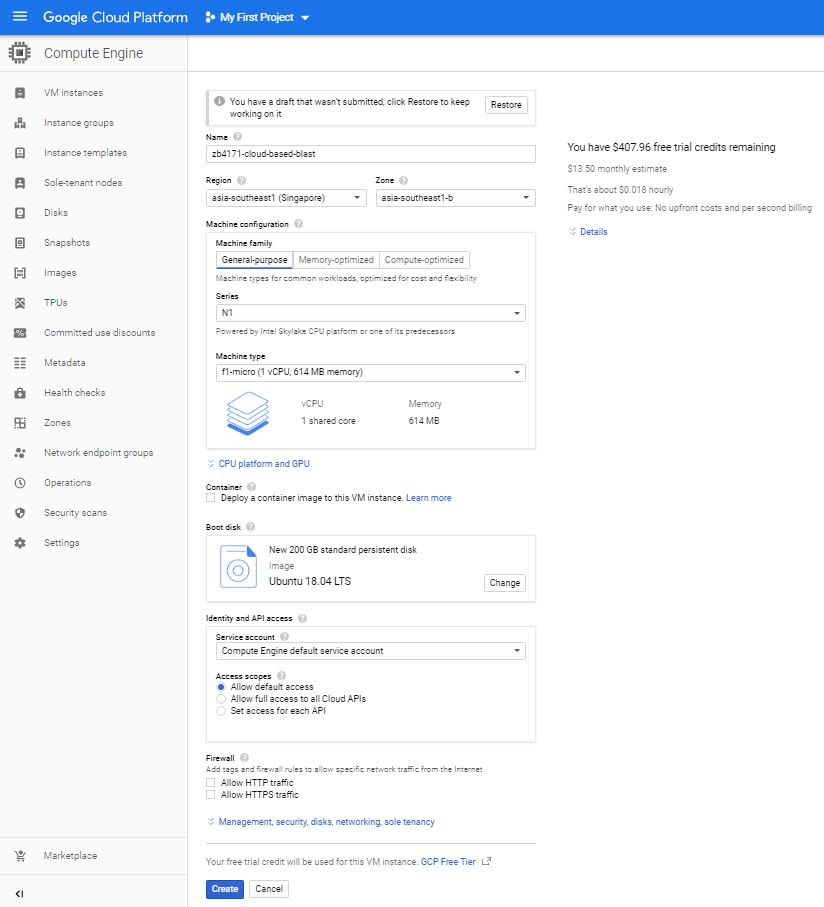 Google Cloud Platform
My First Project
Compute Engine
VM instances
Instance groups
Instance templates
Sole-tenant nodes
Disks
Snapshots
Images
TPUs
Committed use discounts
Metadata
Health checks
Zones
Network endpoint groups
Operations
Security scans
Settings
Marketplace
You have a draft that wasn't submitted, click Restore to keep
working on it
Restore
Name
zb4171-cloud-based-blast
Region
Zone
asia-southeast1 (Singapore)
asia-southeast1-b
Machine configuration
Machine family
General-purpose
Memory-optimized
Compute-optimized
Machine types for common workloads, optimized for cost and flexibility
Series
N1
Powered by Intel Skylake CPU platform or one of its predecessors
Machine type
f1-micro (1 vCPU, 614 MB memory)
vCPU
Memory
1 shared core
614 MB
CPU platform and GPU
Container
Deploy a container image to this VM instance. Learn more
Boot disk
New 200 GB standard persistent disk
Image
Ubuntu 18.04 LTS
Change
Identity and API access
Service account
Compute Engine default service account
Access scopes
Allow default access
Allow full access to all Cloud APIs
Set access for each API
Firewall
Add tags and firewall rules to allow specific network traffic from the Internet
Allow HTTP traffic
Allow HTTPS traffic
Management, security, disks, networking, sole tenancy
Your free trial credit will be used for this VM instance. GCP Free Tier
Create
Cancel
You have $407.96 free trial credits remaining
$13.50 monthly estimate
That's about $0.018 hourly
Pay for what you use: No upfront costs and per second billing
Details